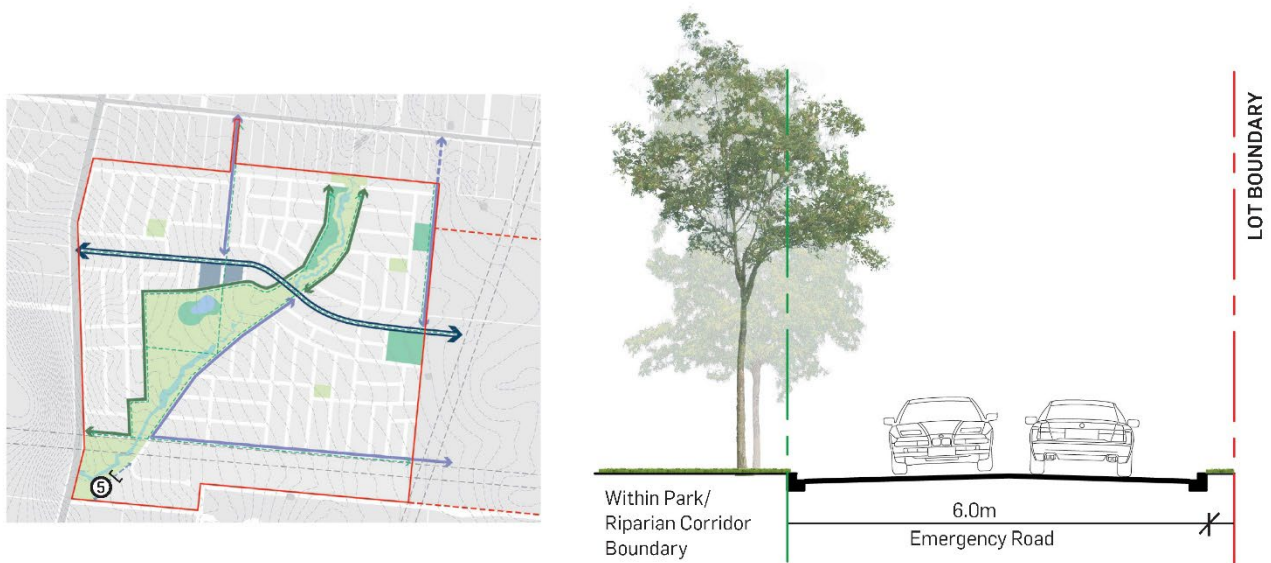 5
E
LOT BOUNDARY
Within Park/
Riparian Corridor
Boundary
6.0m
Emergency Road